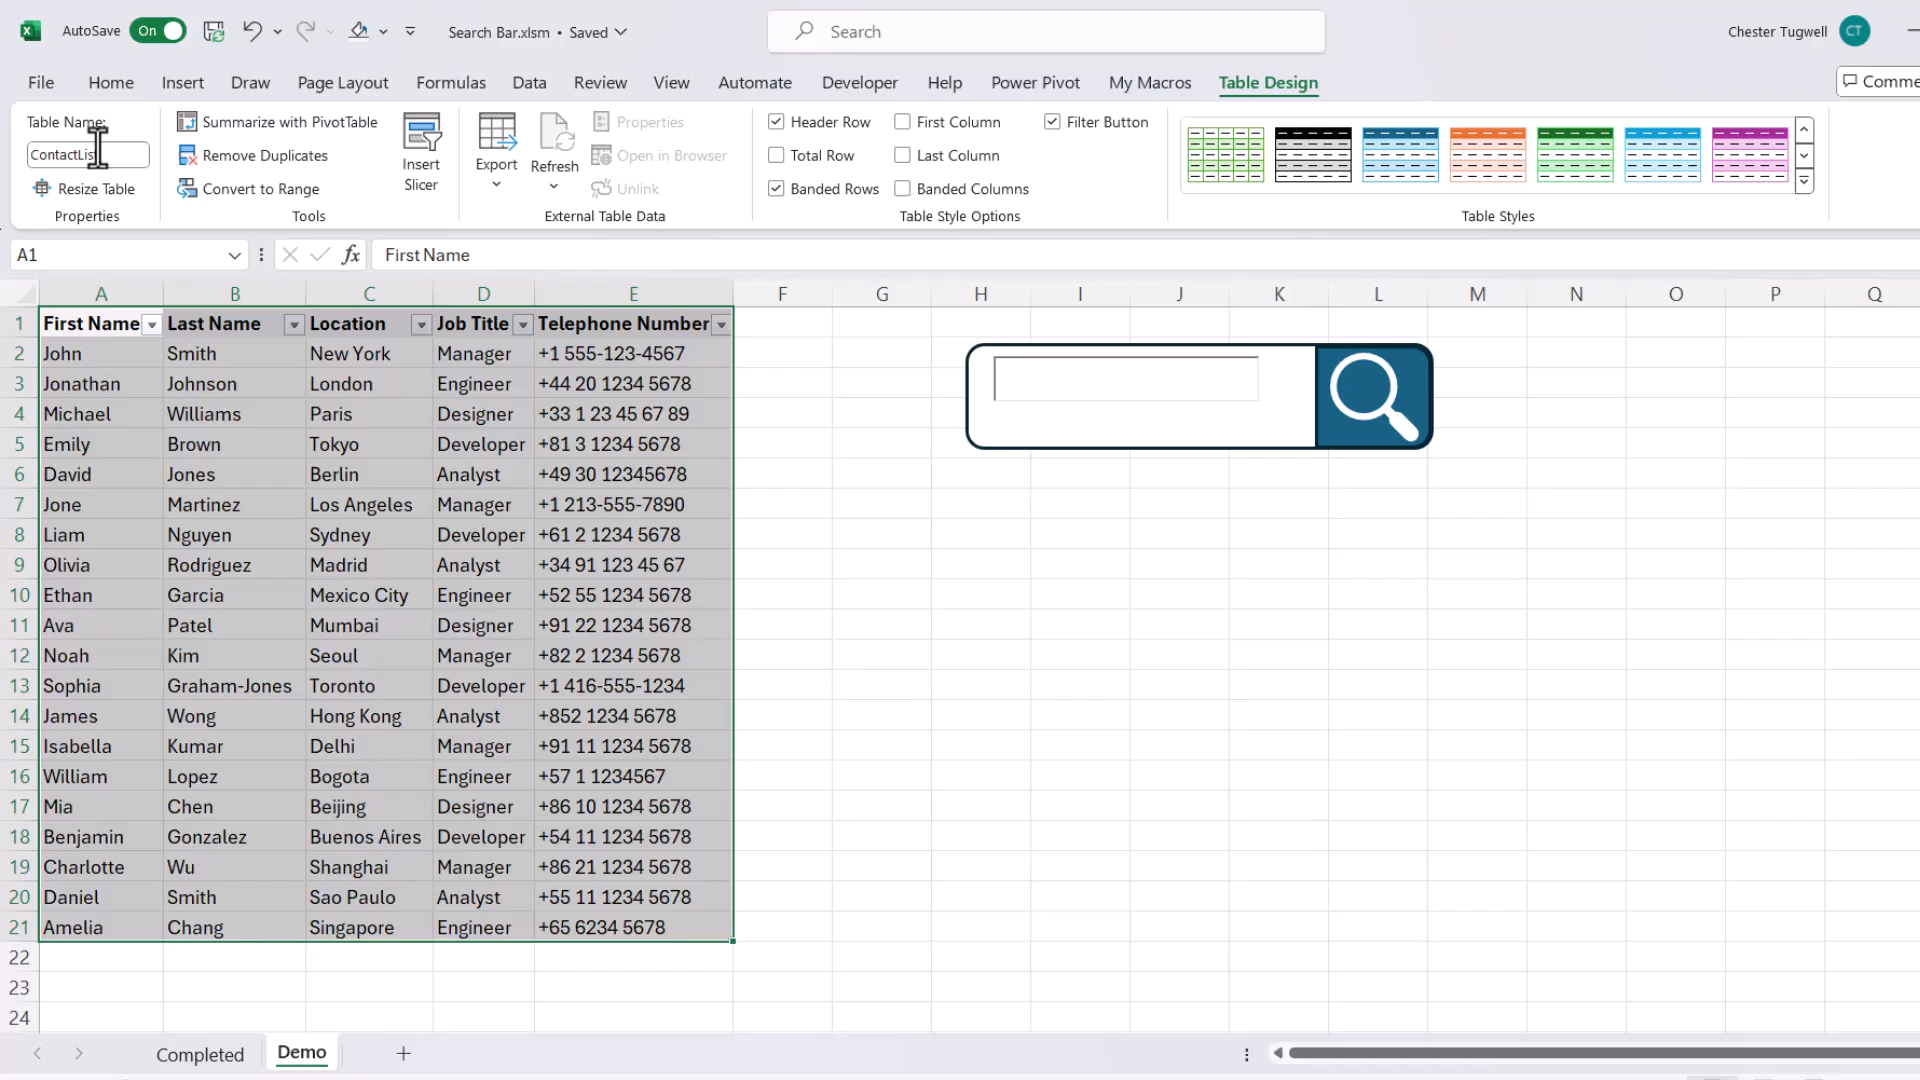 AutoSave On Search Bar.xlsm • Saved Search Chester Tugwell CT
File Home Insert Draw Page Layout Formulas Data Review View Automate Developer Help Power Pivot My Macros Table Design
Table Name: Summarize with PivotTable Properties Header Row First Column Filter Button
ContactList Remove Duplicates Insert Slicer Export Refresh Open in Browser Total Row Last Column
Resize Table Convert to Range Unlink Banded Rows Banded Columns
Properties Tools External Table Data Table Style Options Table Styles
A1 fx First Name
A B C D E F G H I J K L M N O P Q
1 First Name Last Name Location Job Title Telephone Number
2 John Smith New York Manager +1 555-123-4567
3 Jonathan Johnson London Engineer +44 20 1234 5678
4 Michael Williams Paris Designer +33 1 23 45 67 89
5 Emily Brown Tokyo Developer +81 3 1234 5678
6 David Jones Berlin Analyst +49 30 12345678
7 Jone Martinez Los Angeles Manager +1 213-555-7890
8 Liam Nguyen Sydney Developer +61 2 1234 5678
9 Olivia Rodriguez Madrid Analyst +34 91 123 45 67
10 Ethan Garcia Mexico City Engineer +52 55 1234 5678
11 Ava Patel Mumbai Designer +91 22 1234 5678
12 Noah Kim Seoul Manager +82 2 1234 5678
13 Sophia Graham-Jones Toronto Developer +1 416-555-1234
14 James Wong Hong Kong Analyst +852 1234 5678
15 Isabella Kumar Delhi Manager +91 11 1234 5678
16 William Lopez Bogota Engineer +57 1 1234567
17 Mia Chen Beijing Designer +86 10 1234 5678
18 Benjamin Gonzalez Buenos Aires Developer +54 11 1234 5678
19 Charlotte Wu Shanghai Manager +86 21 1234 5678
20 Daniel Smith Sao Paulo Analyst +55 11 1234 5678
21 Amelia Chang Singapore Engineer +65 6234 5678
22
23
24
Completed Demo